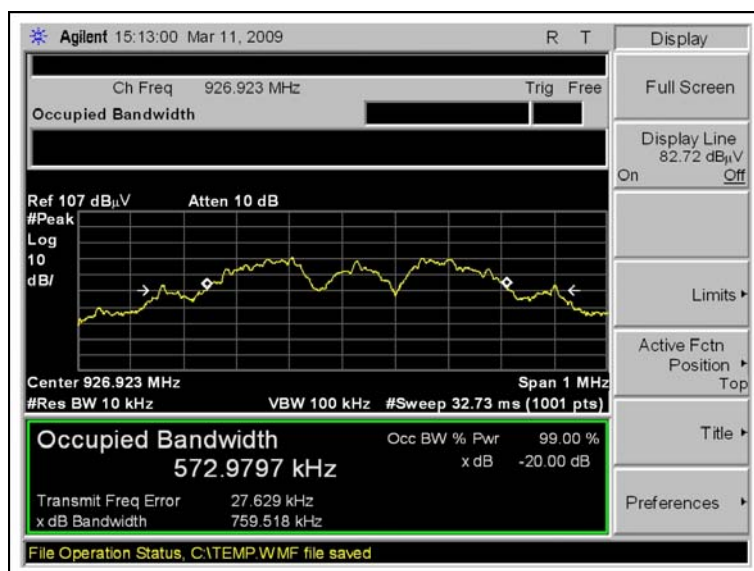 Agilent 15:13:00 Mar 11, 2009 R T
Display
Ch Freq 926.923 MHz Trig Free
Occupied Bandwidth
Full Screen
Display Line
82.72 dBµV
On Off
Ref 107 dBµV Atten 10 dB
#Peak
Log
10
dB/
Limits
Active Fctn
Position
Top
Center 926.923 MHz Span 1 MHz
#Res BW 10 kHz VBW 100 kHz #Sweep 32.73 ms (1001 pts)
Occupied Bandwidth
572.9797 kHz
Occ BW % Pwr 99.00 %
x dB -20.00 dB
Transmit Freq Error 27.629 kHz
x dB Bandwidth 759.518 kHz
Title
Preferences
File Operation Status, C:\TEMP.WMF file saved